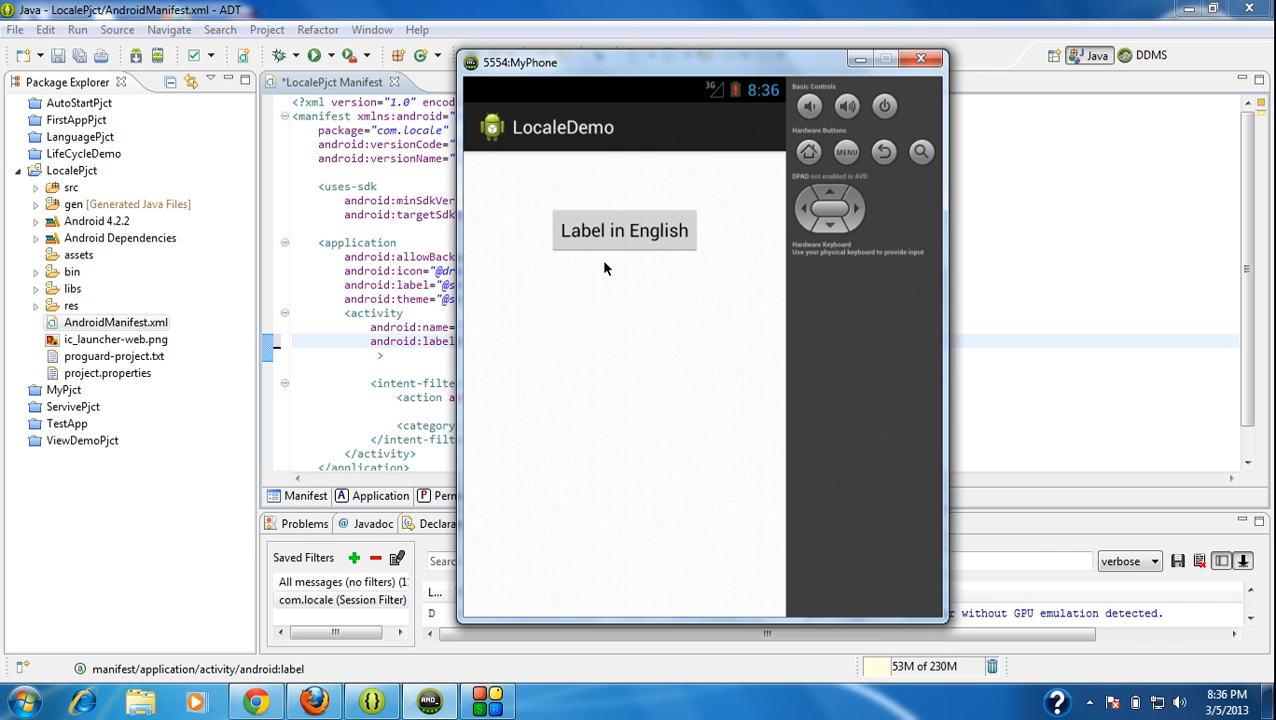 Java - LocalePjct/AndroidManifest.xml - ADT
File Edit Source Navigate Search Project Refactor Window Help
Java DDMS
Package Explorer
AutoStartPjct
FirstAppPjct
LanguagePjct
LifeCycleDemo
LocalePjct
src
gen [Generated Java Files]
Android 4.2.2
Android Dependencies
assets
bin
libs
res
AndroidManifest.xml
ic_launcher-web.png
proguard-project.txt
project.properties
MyPjct
ServivePjct
TestApp
ViewDemoPjct
*LocalePjct Manifest
<?xml version="1.0" encod
<manifest xmlns:android="
package="com.locale"
android:versionCode=
android:versionName=
<uses-sdk
android:minSdkVer
android:targetSdk
<application
android:allowBack
android:icon="@dr
android:label="@s
android:theme="@s
<activity
android:name=
android:label
>
<intent-filte
<action a
<category
</intent-filt
</activity>
</application>
Manifest A Application P Perm
5554:MyPhone
3G 8:36
LocaleDemo
Label in English
Basic Controls
Hardware Buttons
MENU
DPAD not enabled in AVD
Hardware Keyboard
Use your physical keyboard to provide input
Problems @ Javadoc Declara
Saved Filters
All messages (no filters) (1
com.locale (Session Filter)
Searc
verbose
L...
D
r without GPU emulation detected.
manifest/application/activity/android:label
53M of 230M
8:36 PM
3/5/2013